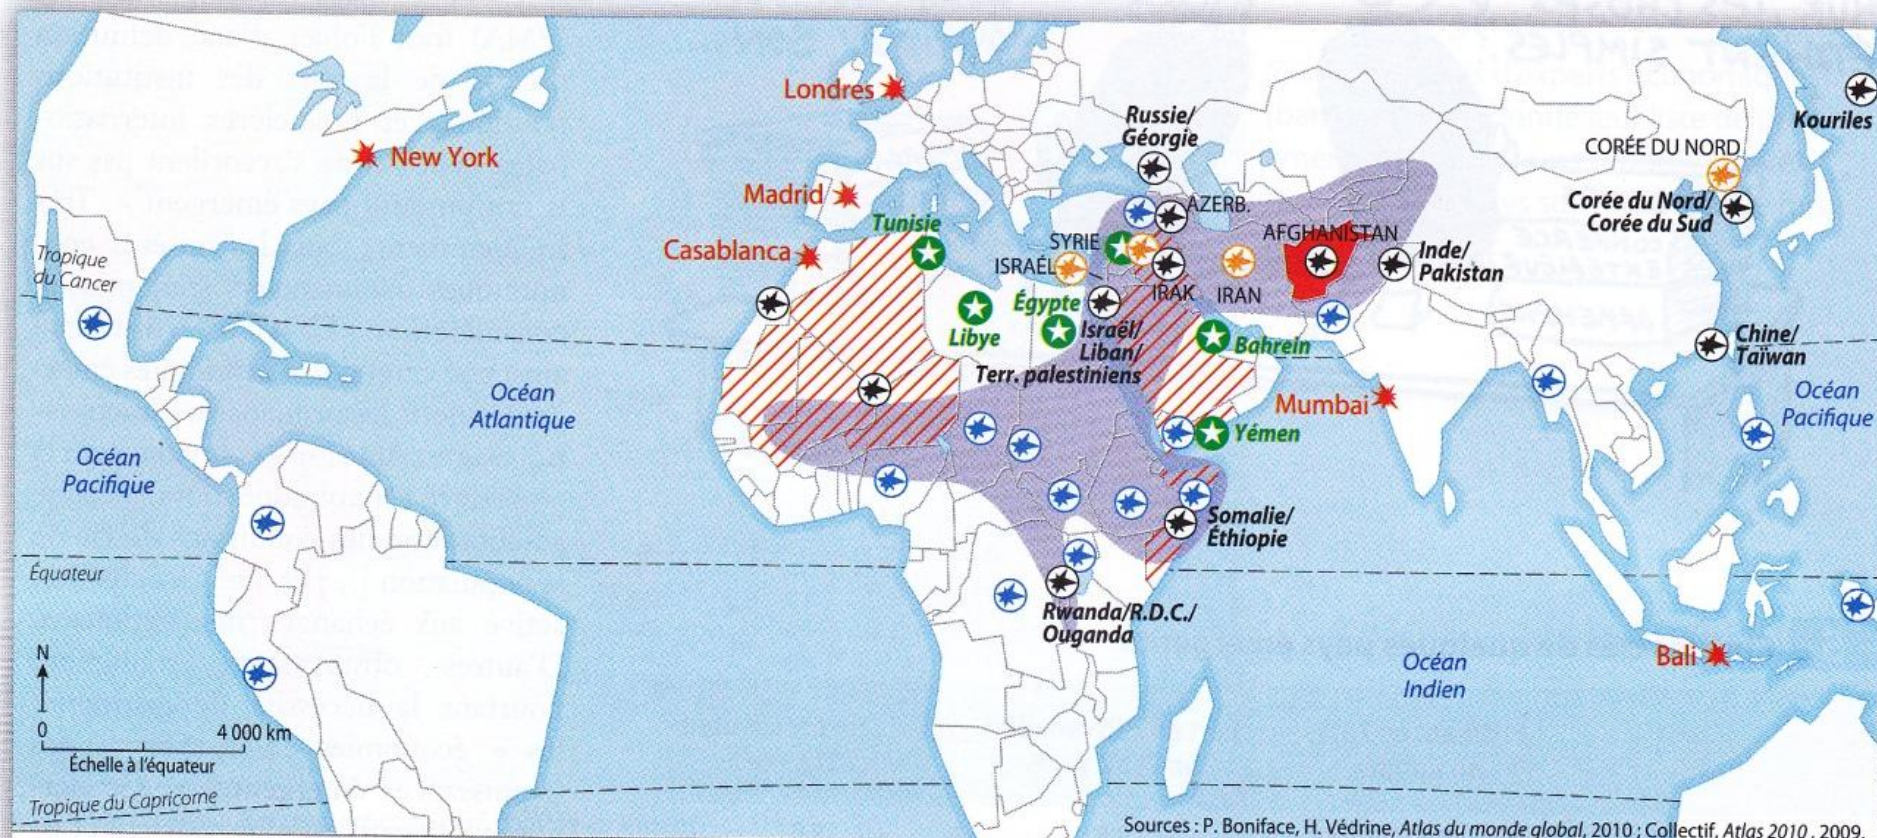 Londres
New York
Madrid
Casablanca
Tunisie
Russie/
Géorgie
Kouriles
CORÉE DU NORD
Corée du Nord/
Corée du Sud
AZERB.
SYRIE
AFGHANISTAN
ISRAËL
IRAK
IRAN
Inde/
Pakistan
Tropique
du Cancer
Libye
Égypte
Israël/
Liban/
Terr. palestiniens
Bahrein
Chine/
Taïwan
Océan
Atlantique
Mumbai
Océan
Pacifique
Yémen
Océan
Pacifique
Somalie/
Éthiopie
Équateur
Rwanda/R.D.C./
Ouganda
Bali
Océan
Indien
N
0
4 000 km
Échelle à l'équateur
Tropique du Capricorne
Sources : P. Boniface, H. Védrine, Atlas du monde global, 2010 ; Collectif, Atlas 2010, 2009.